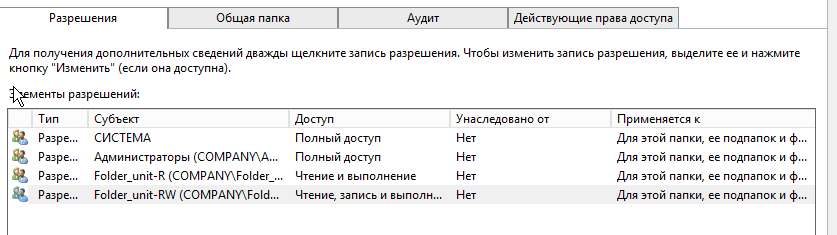 Разрешения Общая папка Аудит Действующие права доступа
Для получения дополнительных сведений дважды щелкните запись разрешения. Чтобы изменить запись разрешения, выделите ее и нажмите
кнопку "Изменить" (если она доступна).
Элементы разрешений:
Тип Субъект Доступ Унаследовано от Применяется к
Разре... СИСТЕМА Полный доступ Нет Для этой папки, ее подпапок и ф...
Разре... Администраторы (COMPANY\А... Полный доступ Нет Для этой папки, ее подпапок и ф...
Разре... Folder_unit-R (COMPANY\Folder_... Чтение и выполнение Нет Для этой папки, ее подпапок и ф...
Разре... Folder_unit-RW (COMPANY\Fold... Чтение, запись и выполн... Нет Для этой папки, ее подпапок и ф...